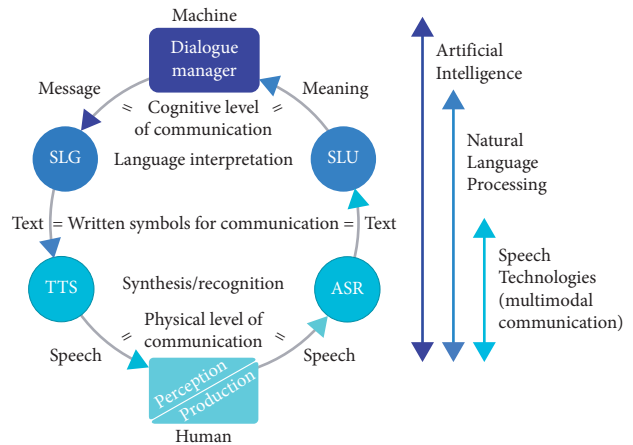 Machine
Dialogue
manager
Message
Meaning
= Cognitive level =
of communication
SLG
Language interpretation
SLU
Text = Written symbols for communication = Text
TTS
Synthesis/recognition
ASR
= Physical level of =
communication
Speech
Speech
Perception
Production
Human
Artificial
Intelligence
Natural
Language
Processing
Speech
Technologies
(multimodal
communication)